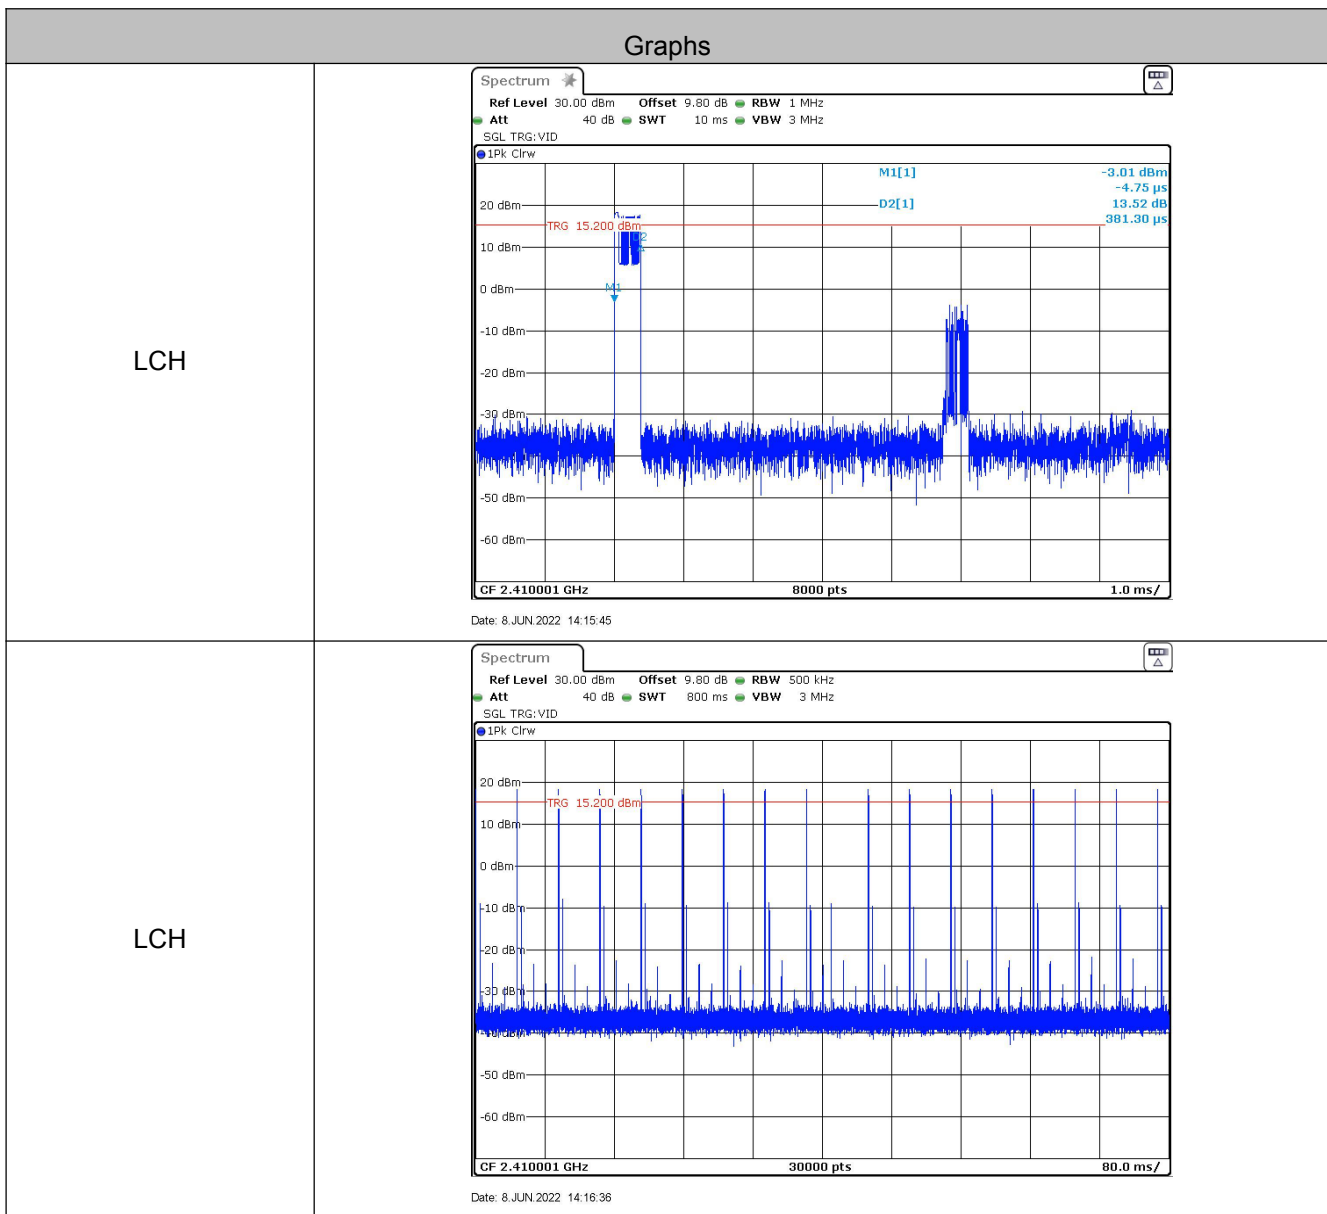 Graphs
LCH
Spectrum
Ref Level 30.00 dBm Offset 9.80 dB RBW 1 MHz
Att 40 dB SWT 10 ms VBW 3 MHz
SGL TRG:VID
1Pk Clrw
M1[1] -3.01 dBm
-4.75 µs
D2[1] 13.52 dB
381.30 µs
20 dBm
TRG 15.200 dBm
D2
10 dBm
0 dBm
M1
-10 dBm
-20 dBm
-30 dBm
-50 dBm
-60 dBm
CF 2.410001 GHz 8000 pts 1.0 ms/
Date: 8.JUN.2022 14:15:45
LCH
Spectrum
Ref Level 30.00 dBm Offset 9.80 dB RBW 500 kHz
Att 40 dB SWT 800 ms VBW 3 MHz
SGL TRG:VID
1Pk Clrw
20 dBm
TRG 15.200 dBm
10 dBm
0 dBm
-10 dBm
-20 dBm
-30 dBm
-50 dBm
-60 dBm
CF 2.410001 GHz 30000 pts 80.0 ms/
Date: 8.JUN.2022 14:16:36